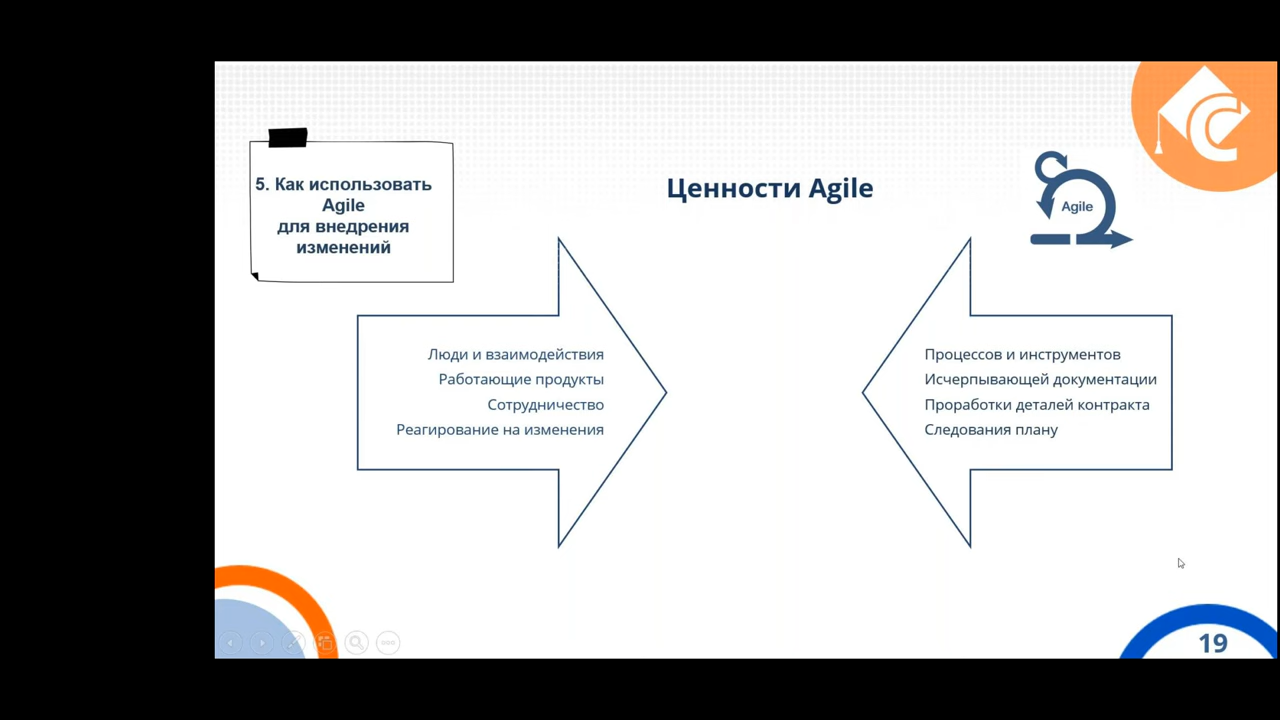 5. Как использовать
Agile
для внедрения
изменений
Ценности Agile
Agile
Люди и взаимодействия
Работающие продукты
Сотрудничество
Реагирование на изменения
Процессов и инструментов
Исчерпывающей документации
Проработки деталей контракта
Следования плану
19